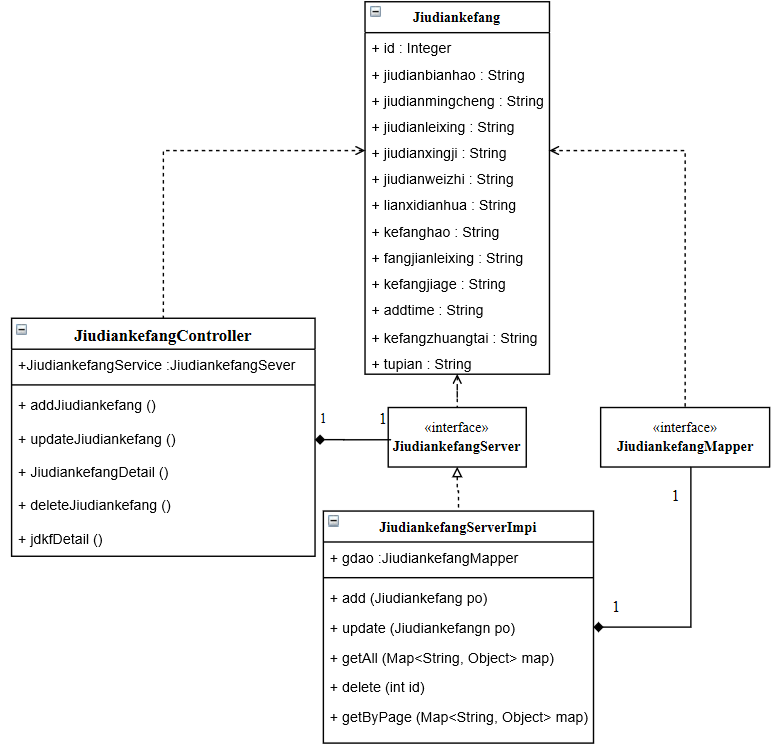 Jiudiankefang
+ id : Integer
+ jiudianbianhao : String
+ jiudianmingcheng : String
+ jiudianleixing : String
+ jiudianxingji : String
+ jiudianweizhi : String
+ lianxidianhua : String
+ kefanghao : String
+ fangjianleixing : String
+ kefangjiage : String
+ addtime : String
+ kefangzhuangtai : String
+ tupian : String
JiudiankefangController
+JiudiankefangService :JiudiankefangSever
+ addJiudiankefang ()
+ updateJiudiankefang ()
+ JiudiankefangDetail ()
+ deleteJiudiankefang ()
+ jdkfDetail ()
1
1
«interface»
JiudiankefangServer
«interface»
JiudiankefangMapper
1
JiudiankefangServerImpi
+ gdao :JiudiankefangMapper
+ add (Jiudiankefang po)
+ update (Jiudiankefangn po)
+ getAll (Map<String, Object> map)
+ delete (int id)
+ getByPage (Map<String, Object> map)
1